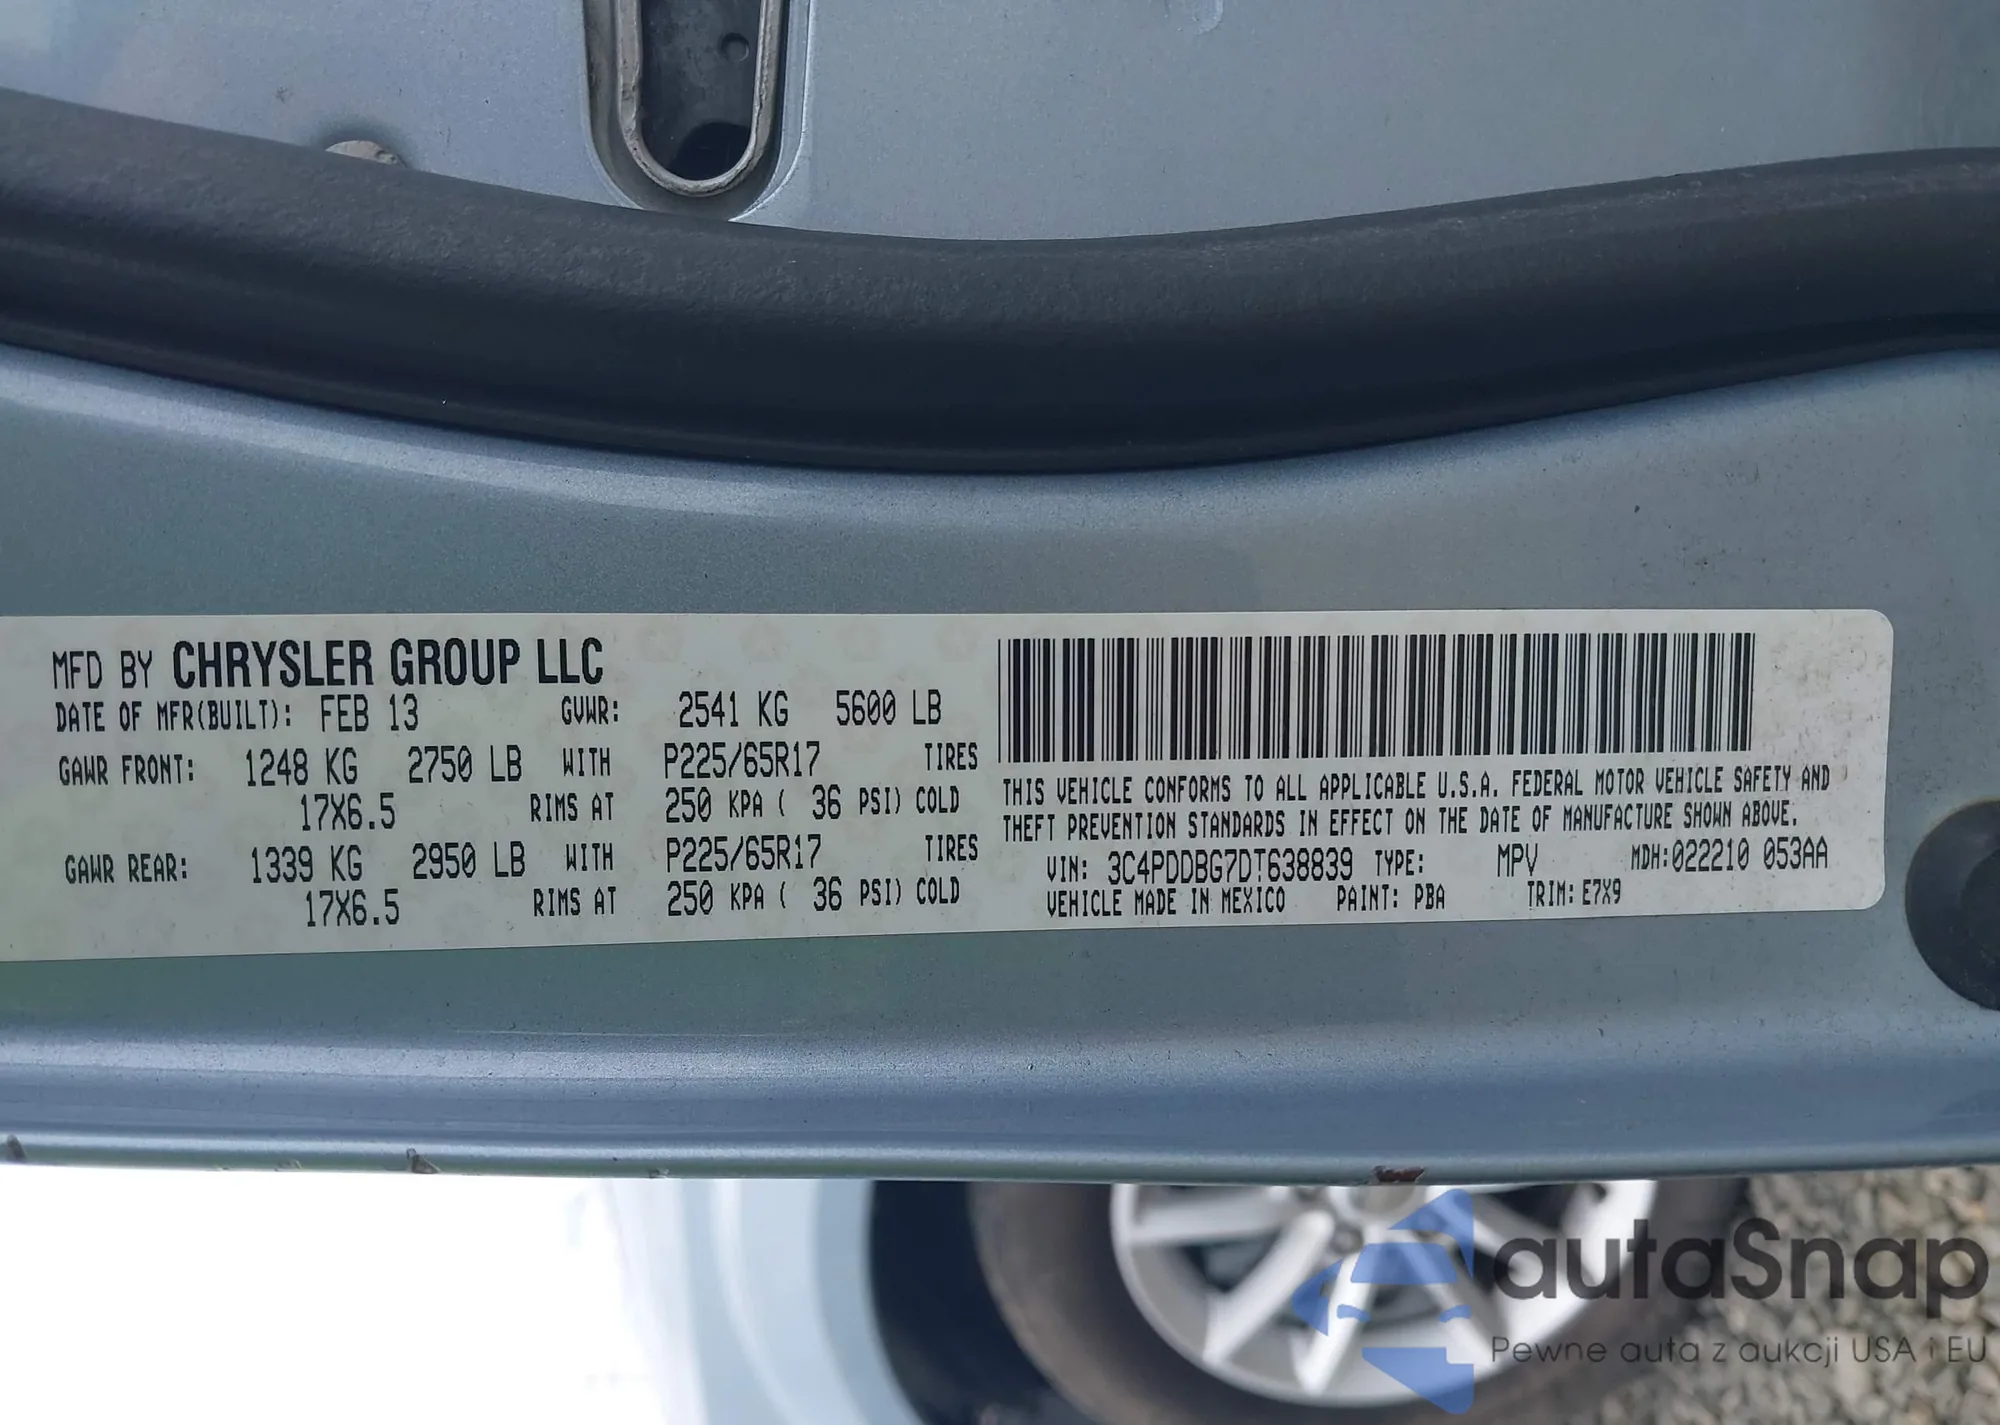 MFD BY CHRYSLER GROUP LLC
DATE OF MFR(BUILT): FEB 13 GVWR: 2541 KG 5600 LB
GAWR FRONT: 1248 KG 2750 LB WITH P225/65R17 TIRES
17X6.5 RIMS AT 250 KPA ( 36 PSI) COLD
GAWR REAR: 1339 KG 2950 LB WITH P225/65R17 TIRES
17X6.5 RIMS AT 250 KPA ( 36 PSI) COLD
THIS VEHICLE CONFORMS TO ALL APPLICABLE U.S.A. FEDERAL MOTOR VEHICLE SAFETY AND
THEFT PREVENTION STANDARDS IN EFFECT ON THE DATE OF MANUFACTURE SHOWN ABOVE.
VIN: 3C4PDDBG7DT638839 TYPE: MPV MDH:022210 053AA
VEHICLE MADE IN MEXICO PAINT: PBA TRIM: E7X9
autaSnap
Pewne auta z aukcji USA i EU